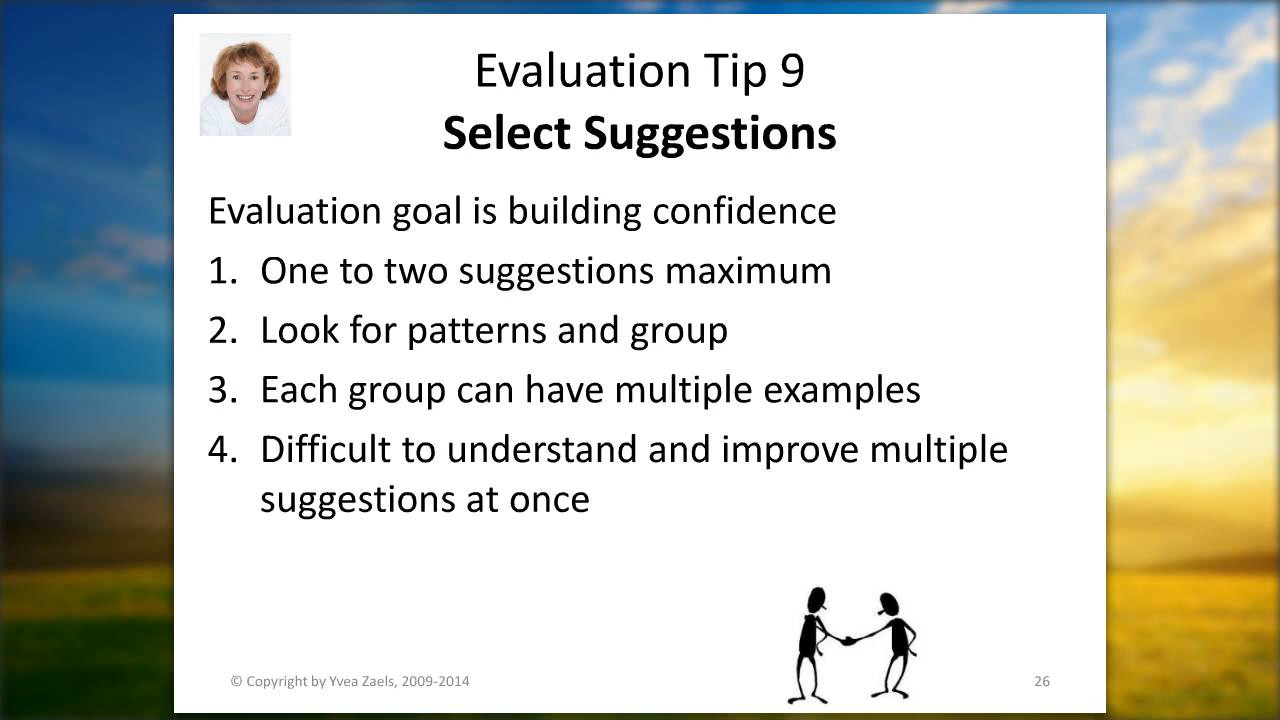 Evaluation Tip 9
Select Suggestions
Evaluation goal is building confidence
1. One to two suggestions maximum
2. Look for patterns and group
3. Each group can have multiple examples
4. Difficult to understand and improve multiple
suggestions at once
© Copyright by Yvea Zaels, 2009-2014
26